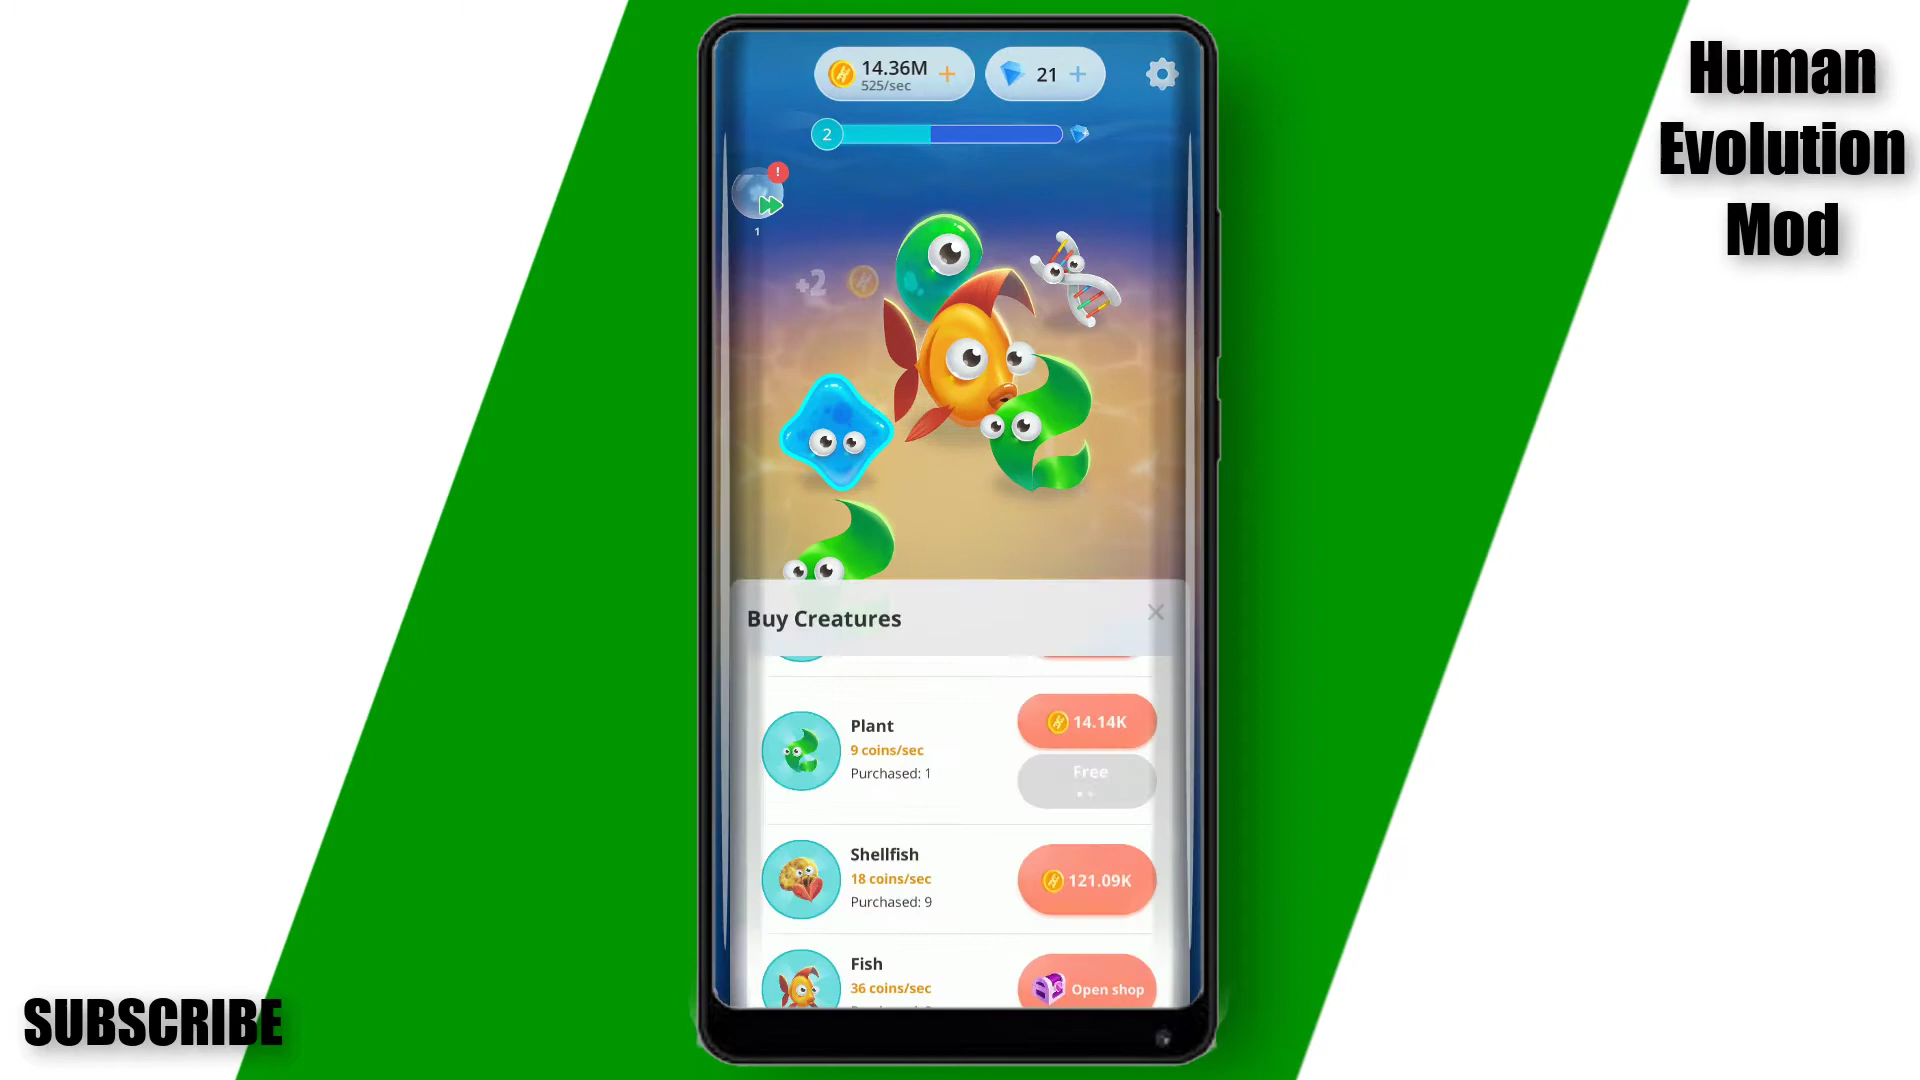 Human
Evolution
Mod
14.36M
525/sec
21
2
!
1
+2
Buy Creatures
Plant
9 coins/sec
Purchased: 1
14.14K
Free
Shellfish
18 coins/sec
Purchased: 9
121.09K
Fish
36 coins/sec
Open shop
SUBSCRIBE